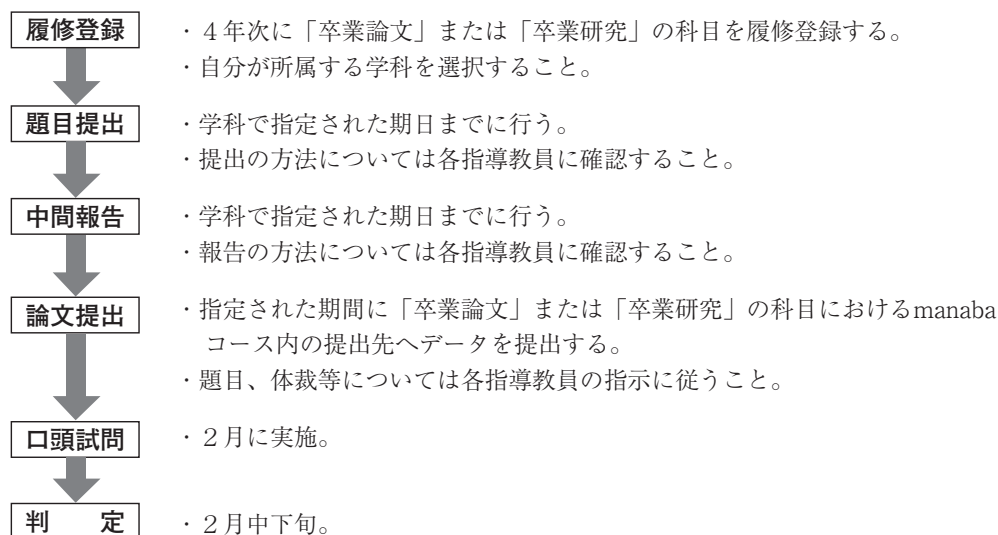 履修登録
・４年次に「卒業論文」または「卒業研究」の科目を履修登録する。
・自分が所属する学科を選択すること。
題目提出
・学科で指定された期日までに行う。
・提出の方法については各指導教員に確認すること。
中間報告
・学科で指定された期日までに行う。
・報告の方法については各指導教員に確認すること。
論文提出
・指定された期間に「卒業論文」または「卒業研究」の科目におけるmanaba
コース内の提出先へデータを提出する。
・題目、体裁等については各指導教員の指示に従うこと。
口頭試問
・２月に実施。
判　　定
・２月中下旬。